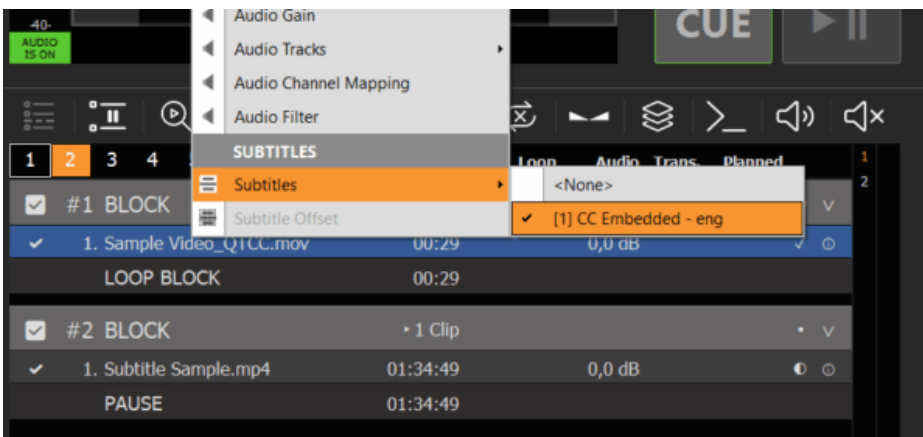 -40-
AUDIO
IS ON
CUE
Audio Gain
Audio Tracks
Audio Channel Mapping
Audio Filter
SUBTITLES
Subtitles
Subtitle Offset
<None>
[1] CC Embedded - eng
1 2 3 4
Loop Audio Trans. Planned
1
2
#1 BLOCK
1. Sample Video_QTCC.mov 00:29 0,0 dB
LOOP BLOCK 00:29
#2 BLOCK 1 Clip
1. Subtitle Sample.mp4 01:34:49 0,0 dB
PAUSE 01:34:49